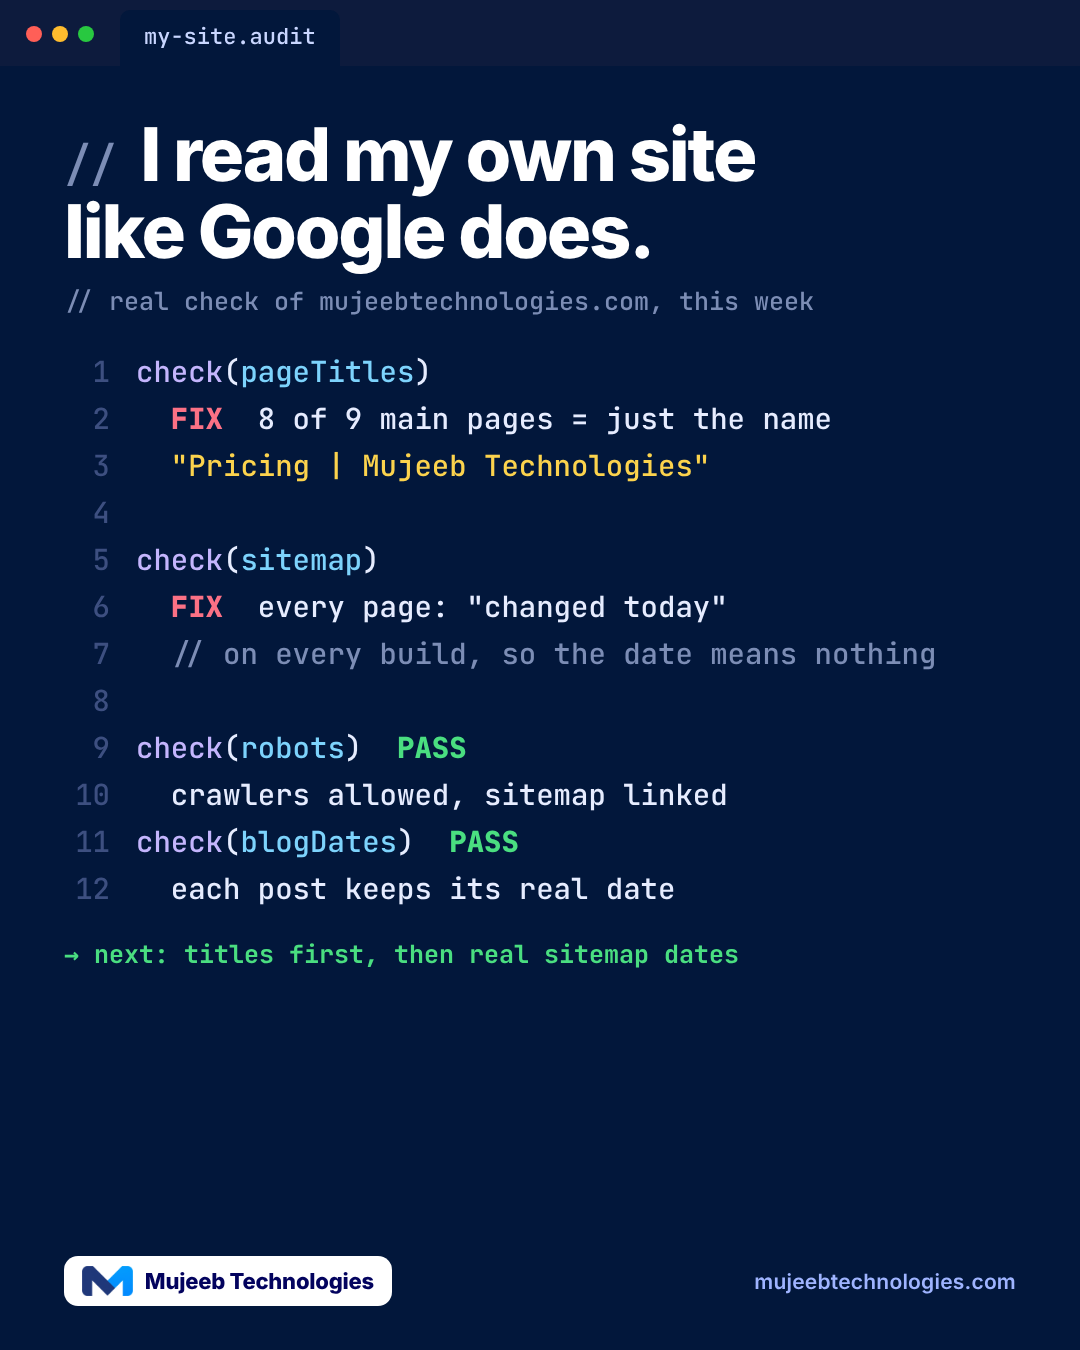 my-site.audit
// I read my own site
like Google does.
// real check of mujeebtechnologies.com, this week
1 check(pageTitles)
2 FIX 8 of 9 main pages = just the name
3 "Pricing | Mujeeb Technologies"
4
5 check(sitemap)
6 FIX every page: "changed today"
7 // on every build, so the date means nothing
8
9 check(robots) PASS
10 crawlers allowed, sitemap linked
11 check(blogDates) PASS
12 each post keeps its real date
→ next: titles first, then real sitemap dates
Mujeeb Technologies
mujeebtechnologies.com